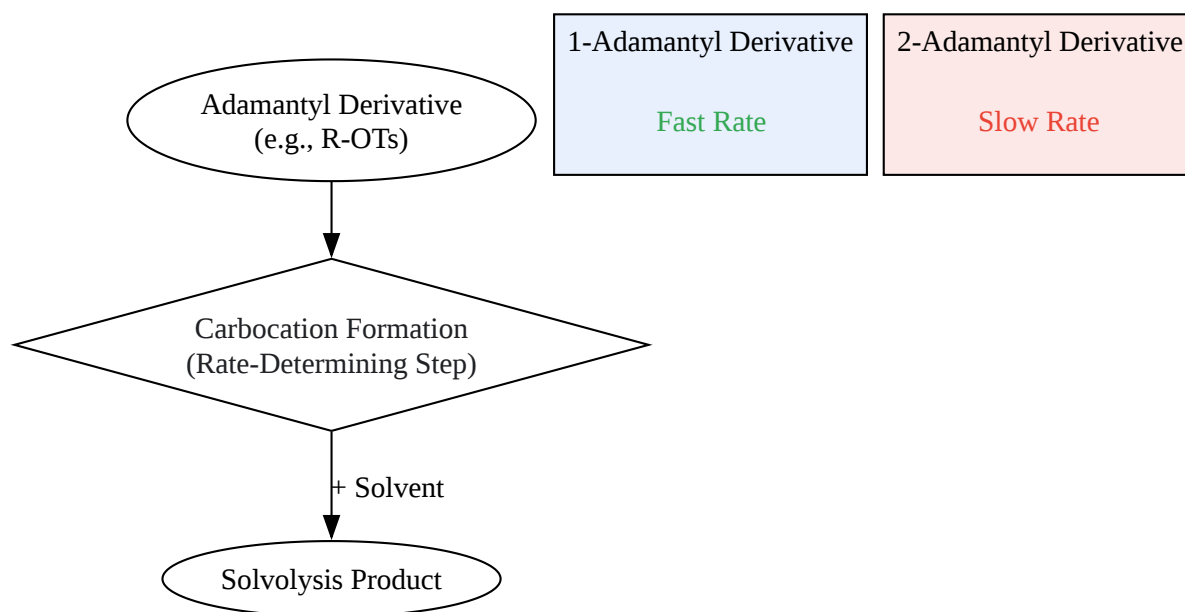 Adamantyl Derivative
(e.g., R-OTs)
Carbocation Formation
(Rate-Determining Step)
+ Solvent
Solvolysis Product
1-Adamantyl Derivative
Fast Rate
2-Adamantyl Derivative
Slow Rate